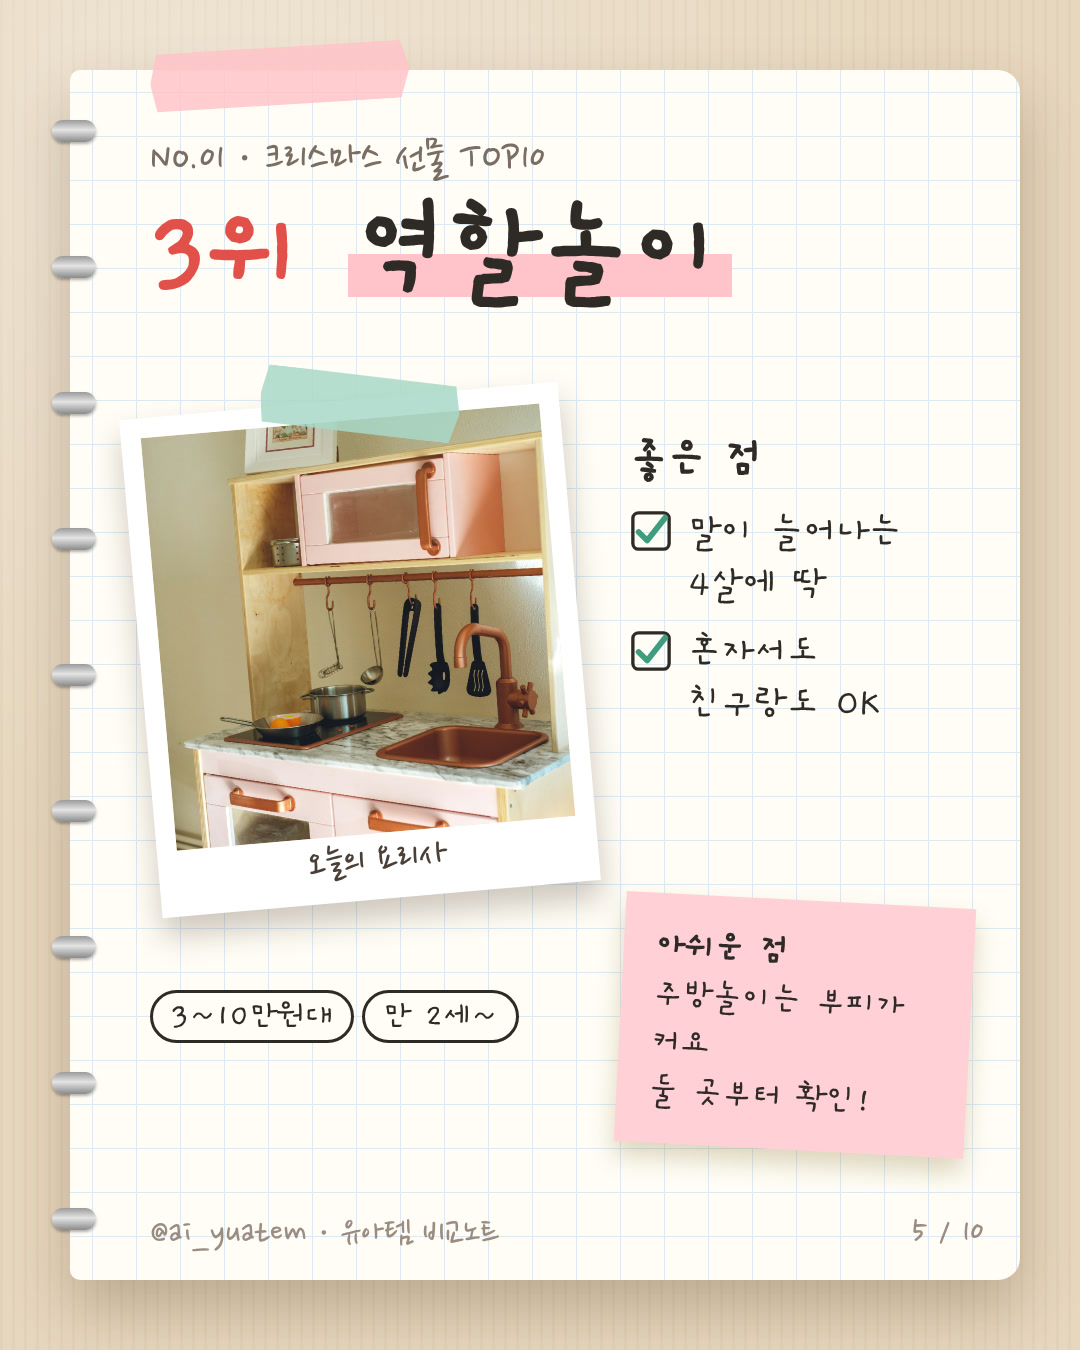 NO.01 · 크리스마스 선물 TOP10
3위 역할놀이
오늘의 요리사
좋은 점
말이 늘어나는
4살에 딱
혼자서도
친구랑도 OK
3~10만원대
만 2세~
아쉬운 점
주방놀이는 부피가
커요
둘 곳부터 확인!
@ai_yuatem · 유아템 비교노트
5 / 10